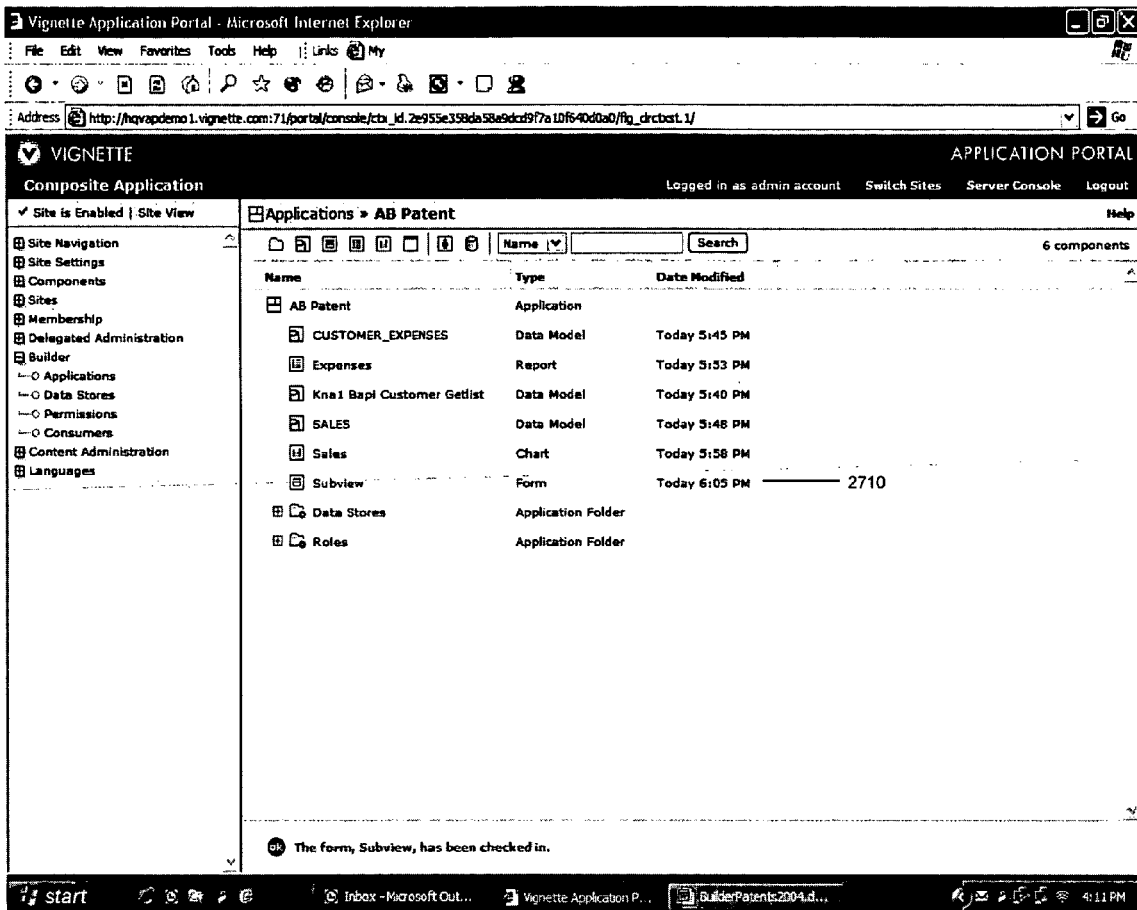 Vignette Application Portal - Microsoft Internet Explorer
File Edit View Favorites Tools Help Links My
Address http://hqvapdemo1.vignette.com:71/portal/console/ctx_id.2e955e358da58a9dcd9f7a10f640d0a0/flg_drctxst.1/ Go
VIGNETTE APPLICATION PORTAL
Composite Application Logged in as admin account Switch Sites Server Console Logout
✓ Site is Enabled | Site View Applications » AB Patent Help
Name Search 6 components
Site Navigation
Site Settings
Components
Sites
Membership
Delegated Administration
Builder
Applications
Data Stores
Permissions
Consumers
Content Administration
Languages
Name Type Date Modified
AB Patent Application
CUSTOMER_EXPENSES Data Model Today 5:45 PM
Expenses Report Today 5:53 PM
Kna1 Bapi Customer Getlist Data Model Today 5:40 PM
SALES Data Model Today 5:48 PM
Sales Chart Today 5:58 PM
Subview Form Today 6:05 PM 2710
Data Stores Application Folder
Roles Application Folder
ok The form, Subview, has been checked in.
start Inbox - Microsoft Out... Vignette Application P... BuilderPatents2004.d... 4:11 PM